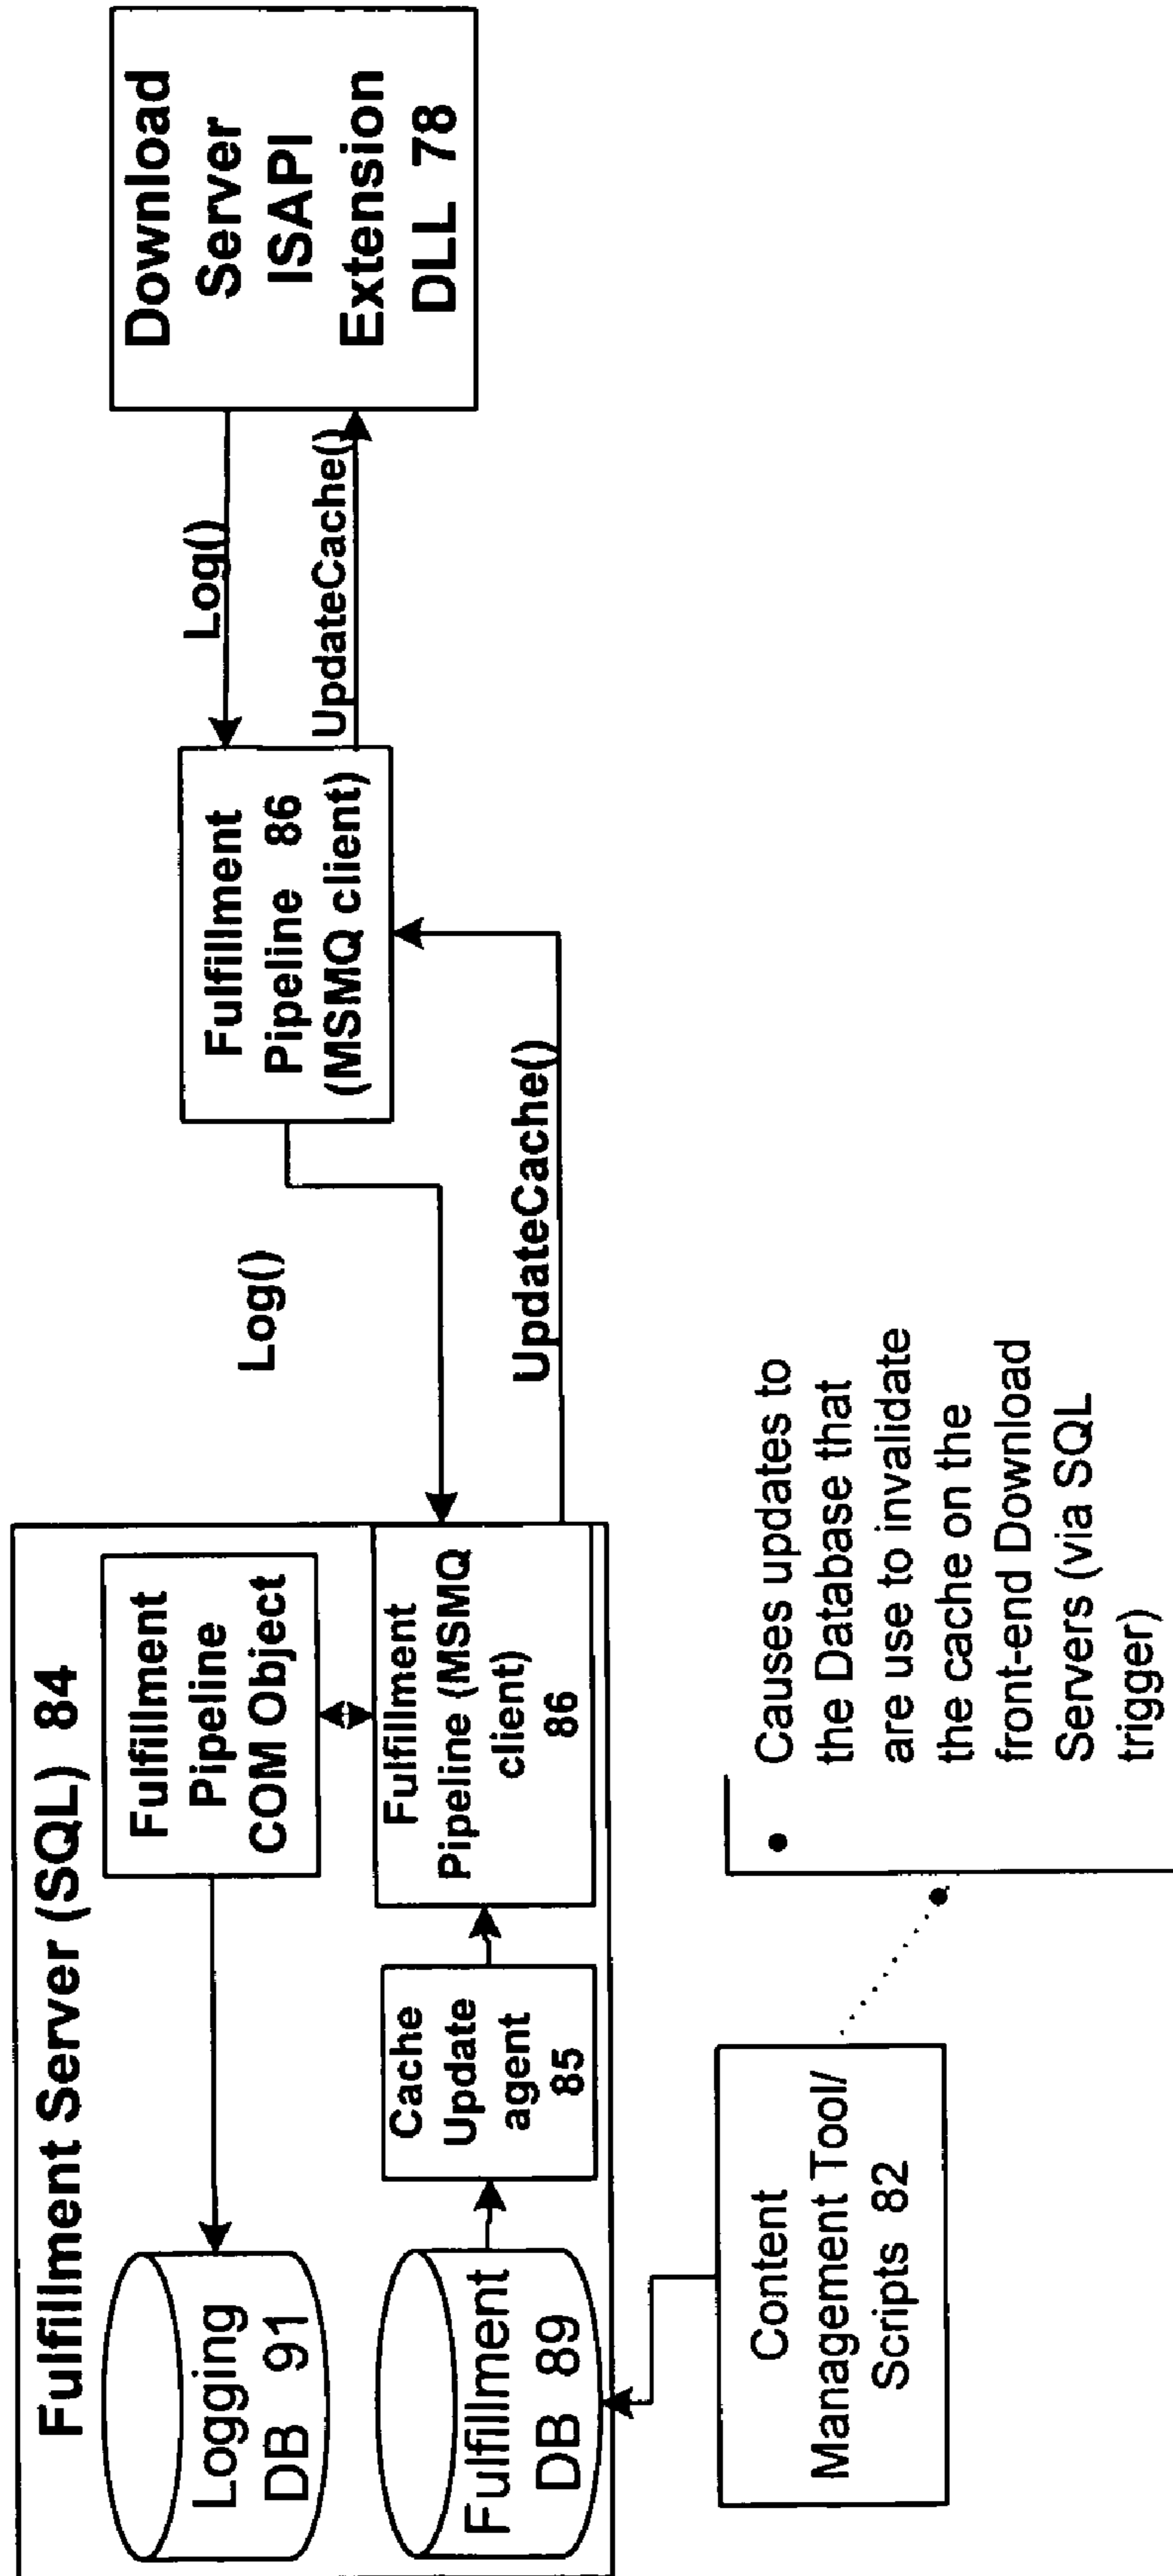 Fulfillment Server (SQL) 84
Logging
DB 91
Fulfillment
Pipeline
COM Object
Fulfillment
DB 89
Cache
Update
agent
85
Fulfillment
Pipeline (MSMQ
client)
86
Log()
UpdateCache()
Fulfillment
Pipeline 86
(MSMQ client)
Log()
UpdateCache()
Download
Server
ISAPI
Extension
DLL 78
Content
Management Tool/
Scripts 82
• Causes updates to
the Database that
are use to invalidate
the cache on the
front-end Download
Servers (via SQL
trigger)